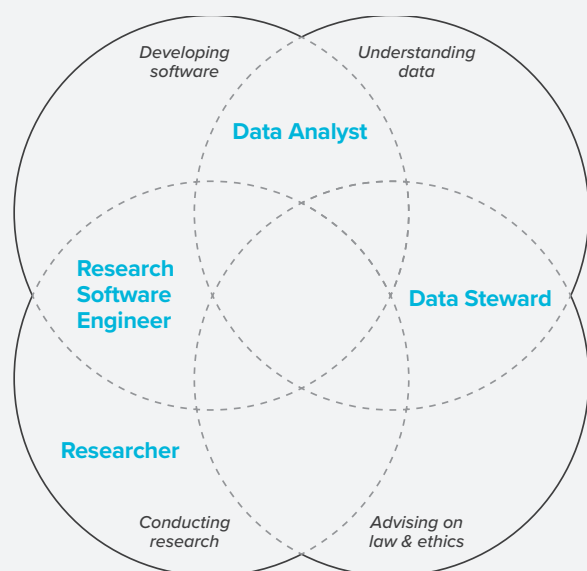 Developing
software
Understanding
data
Data Analyst
Research
Software
Engineer
Data Steward
Researcher
Conducting
research
Advising on
law & ethics